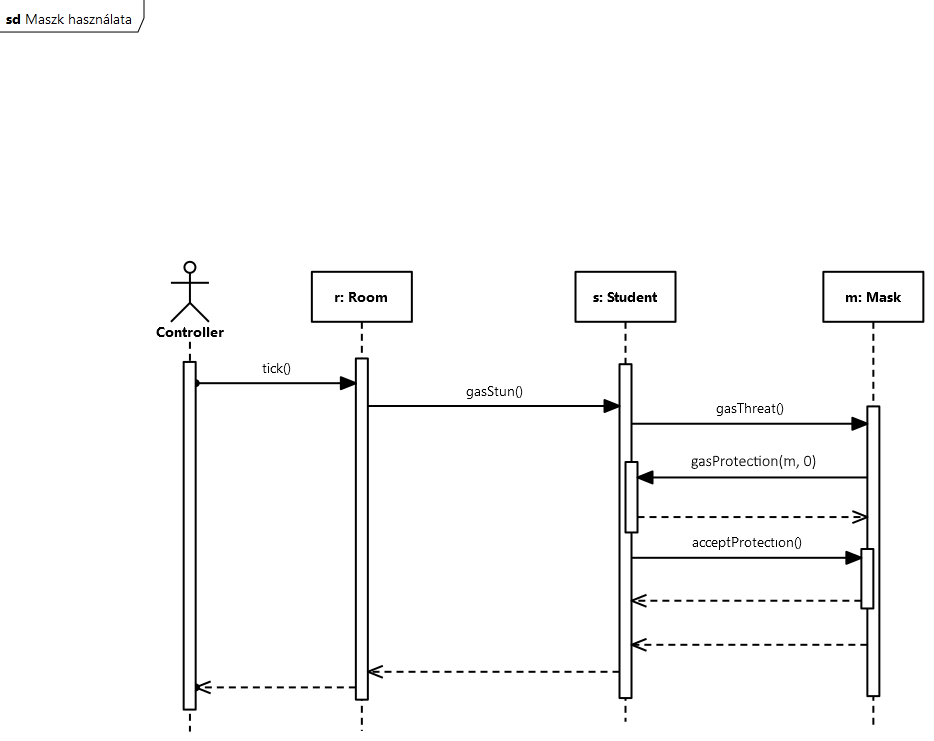 sd Maszk használata
Controller
r: Room
s: Student
m: Mask
tick()
gasStun()
gasThreat()
gasProtection(m, 0)
acceptProtection()